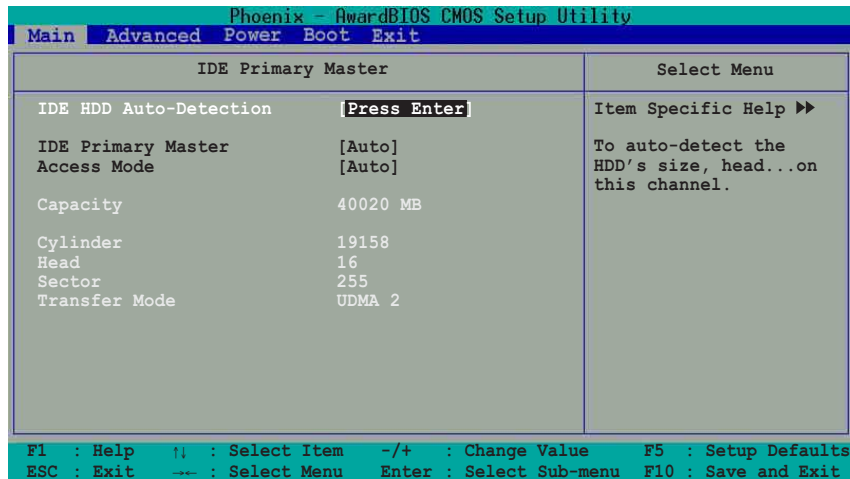 Phoenix - AwardBIOS CMOS Setup Utility
Main Advanced Power Boot Exit
IDE Primary Master Select Menu
IDE HDD Auto-Detection [Press Enter] Item Specific Help ▶▶
IDE Primary Master [Auto] To auto-detect the
Access Mode [Auto] HDD's size, head...on
this channel.
Capacity 40020 MB
Cylinder 19158
Head 16
Sector 255
Transfer Mode UDMA 2
F1 : Help ↑↓ : Select Item -/+ : Change Value F5 : Setup Defaults
ESC : Exit →← : Select Menu Enter : Select Sub-menu F10 : Save and Exit